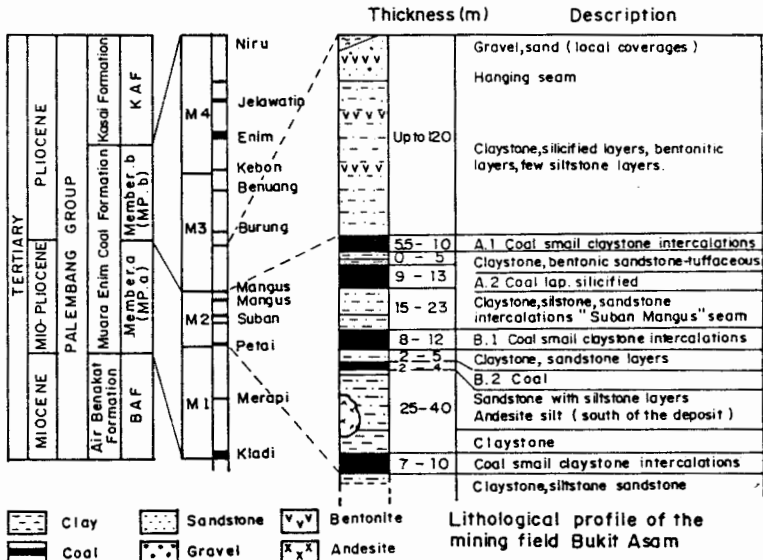 Thickness (m)
Description
TERTIARY
MIOCENE
MIO-PLIOCENE
PLIOCENE
PALEMBANG GROUP
Air Benakat Formation
Muara Enim Coal Formation
Kasai Formation
BAF
Member.a (MP.a)
Member.b (MP.b)
KAF
M4
M3
M2
M1
Niru
Jelawatin
Enim
Kebon
Benuang
Burung
Mangus
Mangus
Suban
Petai
Merapi
Kladi
Gravel,sand (local coverages)
Hanging seam
Up to 120
Claystone,silicified layers, bentonitic
layers, few siltstone layers.
5.5 - 10 A.1 Coal small claystone intercalations
0 - 5 Claystone, bentonic sandstone-tuffaceous
9 - 13 A.2 Coal lap. silicified
15 - 23 Claystone,silstone, sandstone
intercalations "Suban Mangus" seam
8 - 12 B.1 Coal small claystone intercalations
2 - 5 Claystone, sandstone layers
2 - 4 B.2 Coal
25-40 Sandstone with siltstone layers
Andesite silt (south of the deposit)
Claystone
7 - 10 Coal small claystone intercalations
Claystone,siltstone sandstone
Clay
Sandstone
Bentonite
Coal
Gravel
Andesite
Lithological profile of the
mining field Bukit Asam